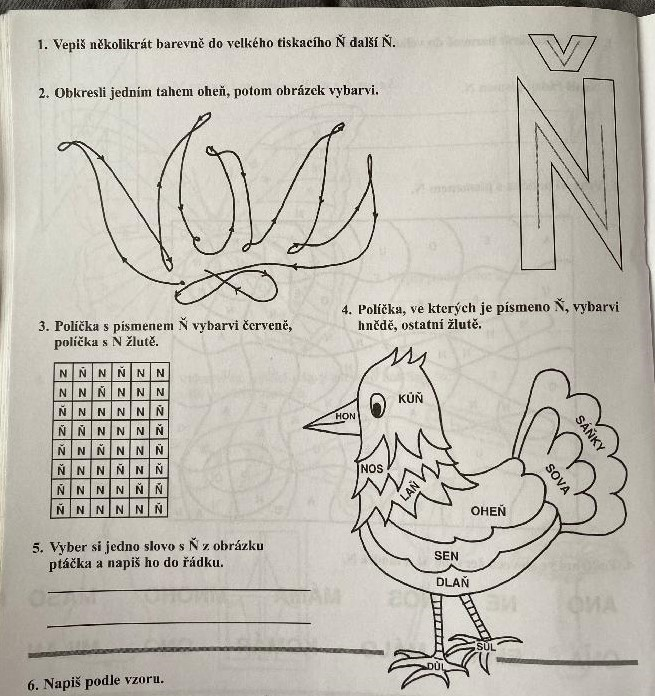 1. Vepiš několikrát barevně do velkého tiskacího Ň další Ň.
2. Obkresli jedním tahem oheň, potom obrázek vybarvi.
Ň
3. Políčka s písmenem Ň vybarvi červeně,
políčka s N žlutě.
N Ň N Ň N N
N N Ň N N N
Ň N N N N N
Ň Ň N N N Ň
Ň N Ň N N Ň
Ň N N Ň N Ň
Ň N N N Ň Ň
Ň N N N N Ň
4. Políčka, ve kterých je písmeno Ň, vybarvi
hnědě, ostatní žlutě.
KŮŇ
HON
NOS
LAŇ
SÁŇKY
SOVA
OHEŇ
SEN
DLAŇ
DŮL
SŮL
5. Vyber si jedno slovo s Ň z obrázku
ptáčka a napiš ho do řádku.
6. Napiš podle vzoru.